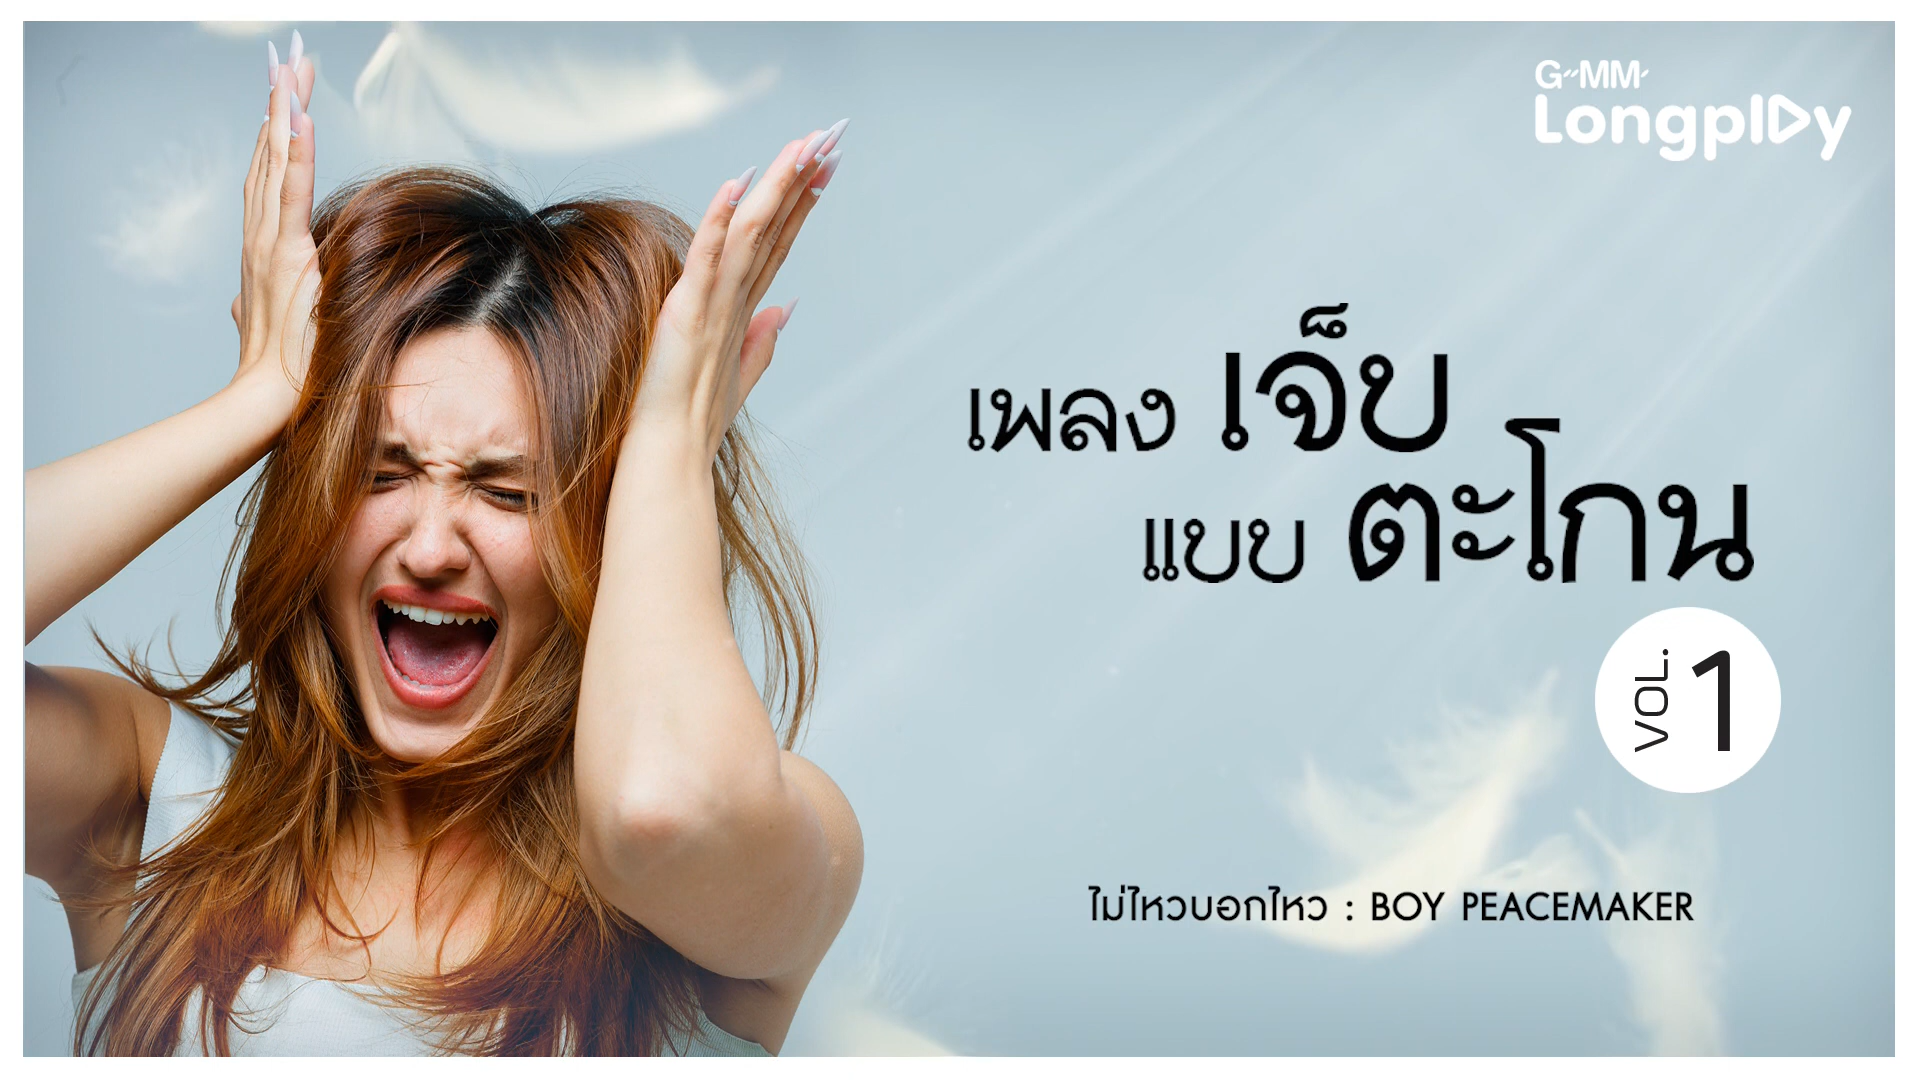 GMM
Longplay
เพลง เจ็บ
แบบ ตะโกน
VOL. 1
ไม่ไหวบอกไหว : BOY PEACEMAKER